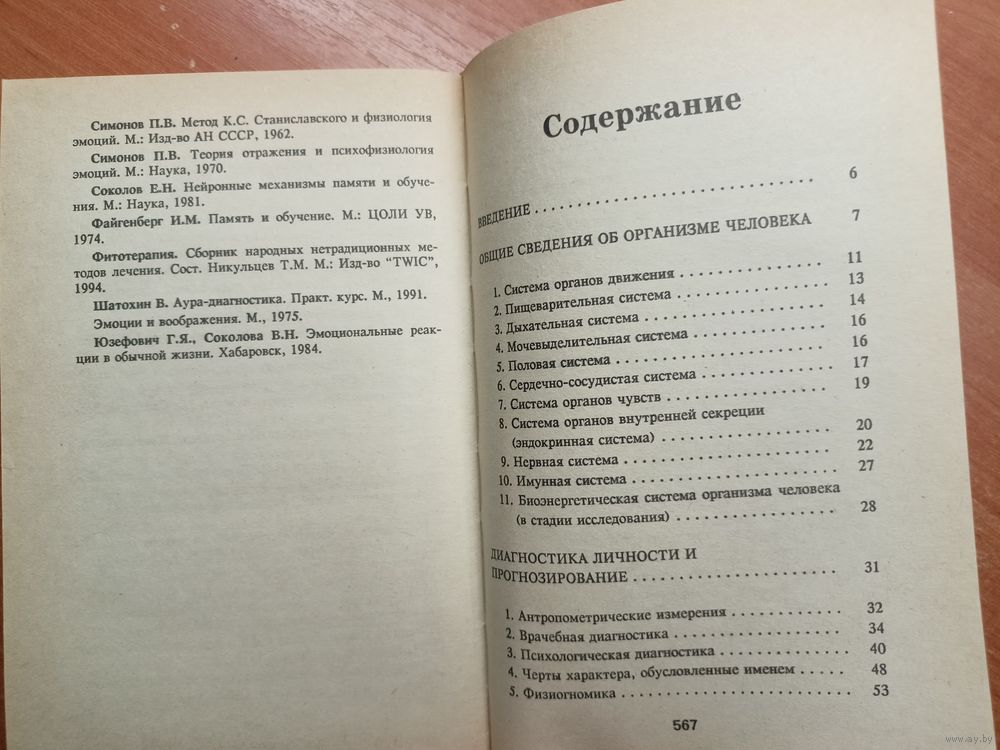 Симонов П.В. Метод К.С. Станиславского и физиология
эмоций. М.: Изд-во АН СССР, 1962.
Симонов П.В. Теория отражения и психофизиология
эмоций. М.: Наука, 1970.
Соколов Е.Н. Нейронные механизмы памяти и обуче-
ния. М.: Наука, 1981.
Файгенберг И.М. Память и обучение. М.: ЦОЛИ УВ,
1974.
Фитотерапия. Сборник народных нетрадиционных ме-
тодов лечения. Сост. Никульцев Т.М. М.: Изд-во “TWIC”,
1994.
Шатохин В. Аура-диагностика. Практ. курс. М., 1991.
Эмоции и воображения. М., 1975.
Юзефович Г.Я., Соколова В.Н. Эмоциональные реак-
ции в обычной жизни. Хабаровск, 1984.
Содержание
ВВЕДЕНИЕ . . . . . . . . . . . . . . . . . . . . 6
ОБЩИЕ СВЕДЕНИЯ ОБ ОРГАНИЗМЕ ЧЕЛОВЕКА 7
1. Система органов движения . . . . . . . . . . . . 11
2. Пищеварительная система . . . . . . . . . . . . 13
3. Дыхательная система . . . . . . . . . . . . 14
4. Мочевыделительная система . . . . . . . . . . . . 16
5. Половая система . . . . . . . . . . . . 16
6. Сердечно-сосудистая система . . . . . . . . . . . . 17
7. Система органов чувств . . . . . . . . . . . . 19
8. Система органов внутренней секреции
(эндокринная система) . . . . . . . . . . . . 20
9. Нервная система . . . . . . . . . . . . 22
10. Имунная система . . . . . . . . . . . . 27
11. Биоэнергетическая система организма человека
(в стадии исследования) . . . . . . . . . . . . 28
ДИАГНОСТИКА ЛИЧНОСТИ И
ПРОГНОЗИРОВАНИЕ . . . . . . . . . . . . 31
1. Антропометрические измерения . . . . . . . . . . 32
2. Врачебная диагностика . . . . . . . . . . . . 34
3. Психологическая диагностика . . . . . . . . . . . . 40
4. Черты характера, обусловленные именем . . . . . 48
5. Физиогномика . . . . . . . . . . . . 53
567
www.ay.by